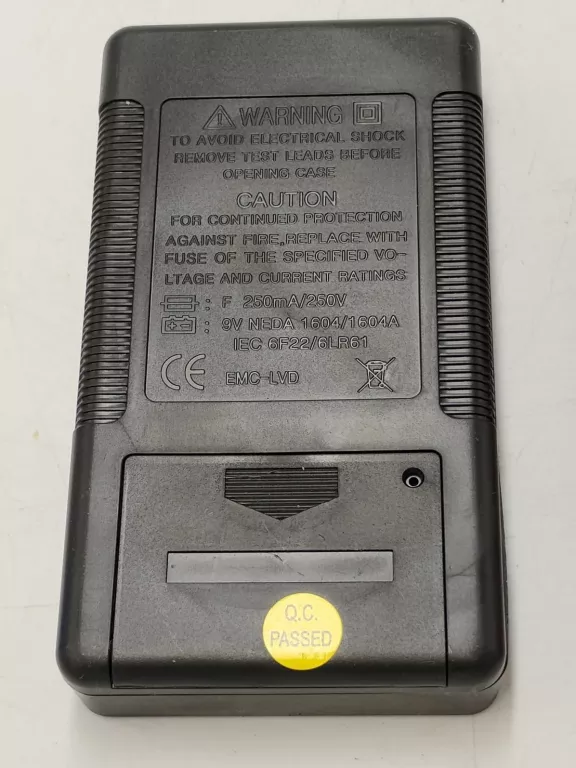 WARNING
TO AVOID ELECTRICAL SHOCK
REMOVE TEST LEADS BEFORE
OPENING CASE
CAUTION
FOR CONTINUED PROTECTION
AGAINST FIRE, REPLACE WITH
FUSE OF THE SPECIFIED VO-
LTAGE AND CURRENT RATINGS
: F 250mA/250V
: 9V NEDA 1604/1604A
IEC 6F22/6LR61
CE EMC-LVD
Q.C.
PASSED